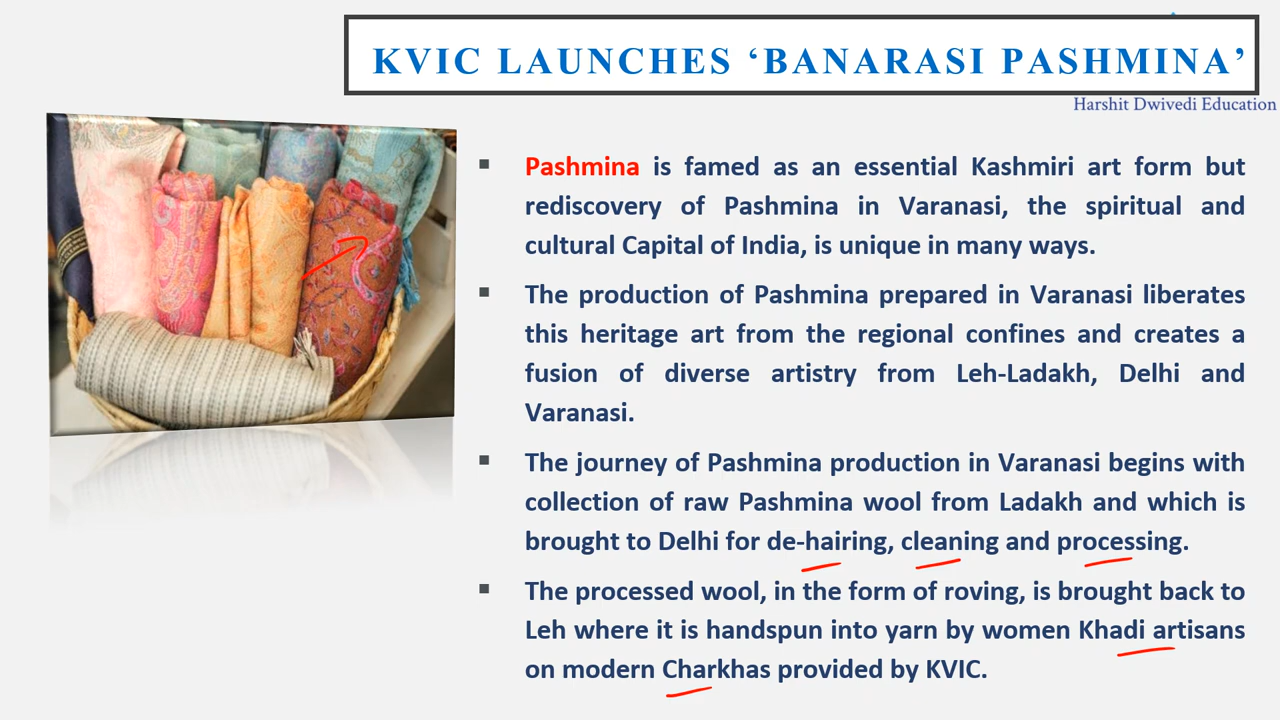 KVIC LAUNCHES ‘BANARASI PASHMINA’
Harshit Dwivedi Education
▪ Pashmina is famed as an essential Kashmiri art form but
rediscovery of Pashmina in Varanasi, the spiritual and
cultural Capital of India, is unique in many ways.
▪ The production of Pashmina prepared in Varanasi liberates
this heritage art from the regional confines and creates a
fusion of diverse artistry from Leh-Ladakh, Delhi and
Varanasi.
▪ The journey of Pashmina production in Varanasi begins with
collection of raw Pashmina wool from Ladakh and which is
brought to Delhi for de-hairing, cleaning and processing.
▪ The processed wool, in the form of roving, is brought back to
Leh where it is handspun into yarn by women Khadi artisans
on modern Charkhas provided by KVIC.